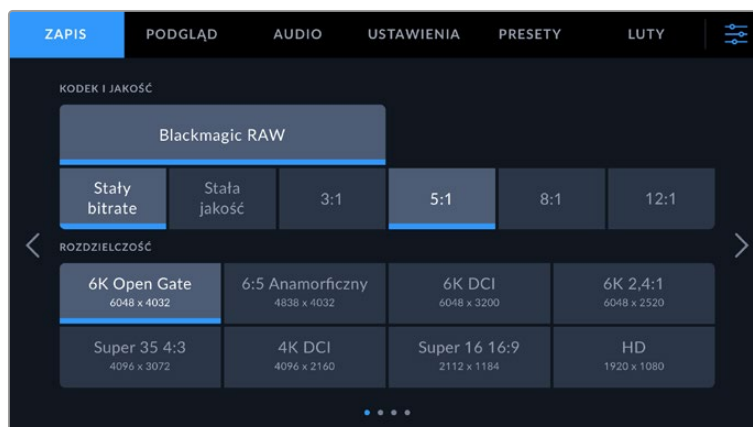 ZAPIS PODGLĄD AUDIO USTAWIENIA PRESETY LUTY
KODEK I JAKOŚĆ
Blackmagic RAW
Stały bitrate Stała jakość 3:1 5:1 8:1 12:1
ROZDZIELCZOŚĆ
6K Open Gate 6:5 Anamorficzny 6K DCI 6K 2,4:1
6048 x 4032 4838 x 4032 6048 x 3200 6048 x 2520
Super 35 4:3 4K DCI Super 16 16:9 HD
4096 x 3072 4096 x 2160 2112 x 1184 1920 x 1080